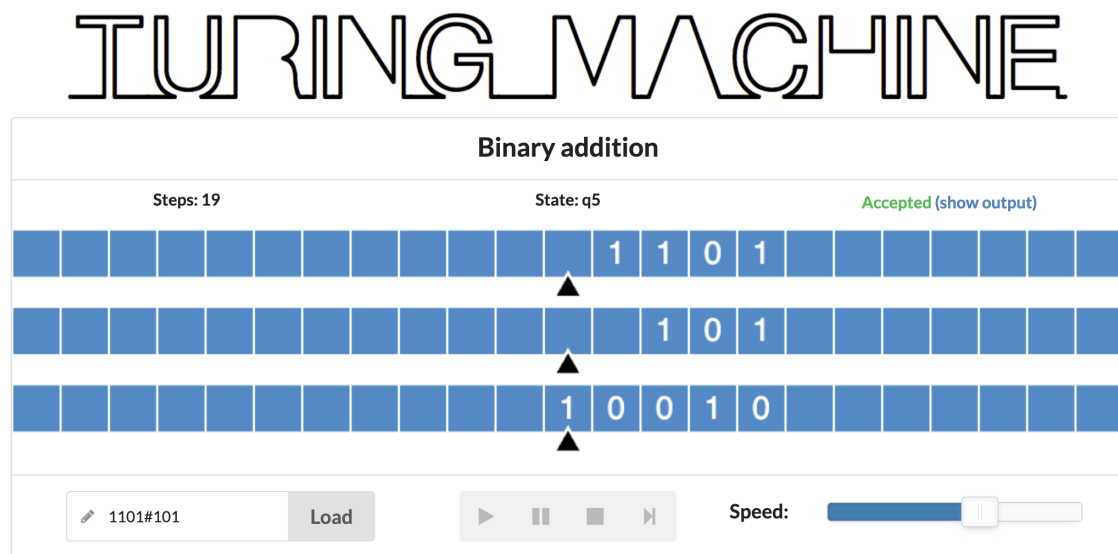 TURING MACHINE
Binary addition
Steps: 19 State: q5 Accepted (show output)
1 1 0 1
1 0 1
1 0 0 1 0
1101#101 Load Speed: